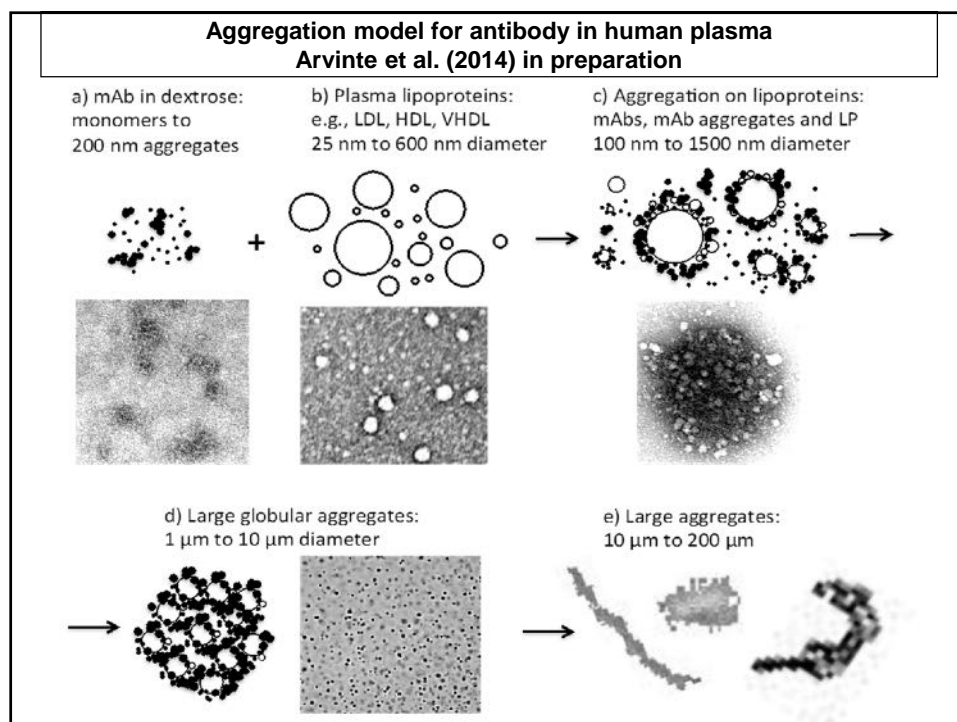 Aggregation model for antibody in human plasma
Arvinte et al. (2014) in preparation
a) mAb in dextrose:
monomers to
200 nm aggregates
b) Plasma lipoproteins:
e.g., LDL, HDL, VHDL
25 nm to 600 nm diameter
c) Aggregation on lipoproteins:
mAbs, mAb aggregates and LP
100 nm to 1500 nm diameter
+
d) Large globular aggregates:
1 µm to 10 µm diameter
e) Large aggregates:
10 µm to 200 µm